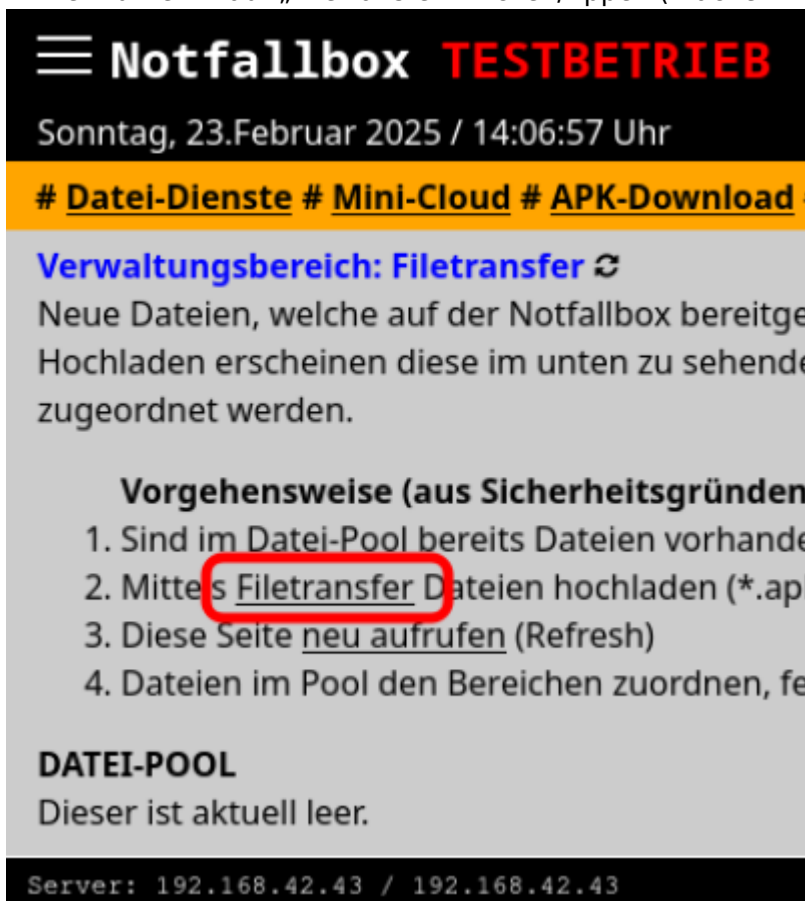 Notfallbox TESTBETRIEB
Sonntag, 23.Februar 2025 / 14:06:57 Uhr
# Datei-Dienste # Mini-Cloud # APK-Download
Verwaltungsbereich: Filetransfer
Neue Dateien, welche auf der Notfallbox bereitge
Hochladen erscheinen diese im unten zu sehende
zugeordnet werden.
Vorgehensweise (aus Sicherheitsgründen
1. Sind im Datei-Pool bereits Dateien vorhande
2. Mittels Filetransfer Dateien hochladen (*.ap
3. Diese Seite neu aufrufen (Refresh)
4. Dateien im Pool den Bereichen zuordnen, fe
DATEI-POOL
Dieser ist aktuell leer.
Server: 192.168.42.43 / 192.168.42.43